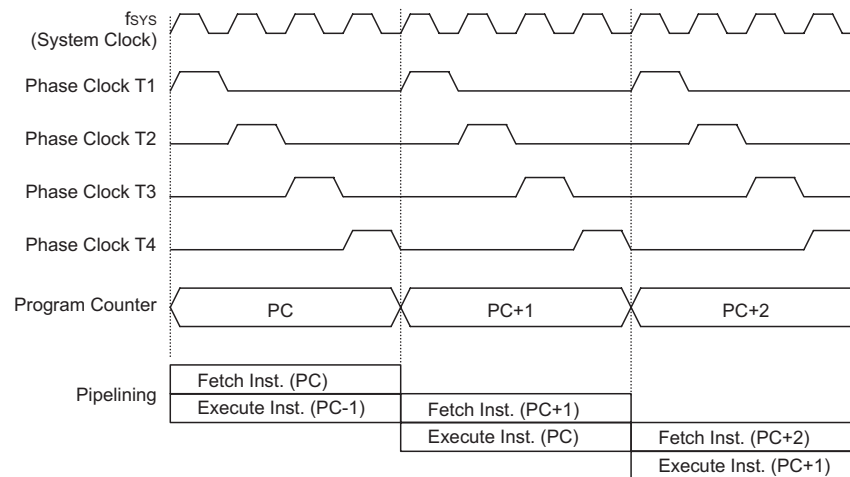 fSYS
(System Clock)
Phase Clock T1
Phase Clock T2
Phase Clock T3
Phase Clock T4
Program Counter
PC
PC+1
PC+2
Pipelining
Fetch Inst. (PC)
Execute Inst. (PC-1)
Fetch Inst. (PC+1)
Execute Inst. (PC)
Fetch Inst. (PC+2)
Execute Inst. (PC+1)